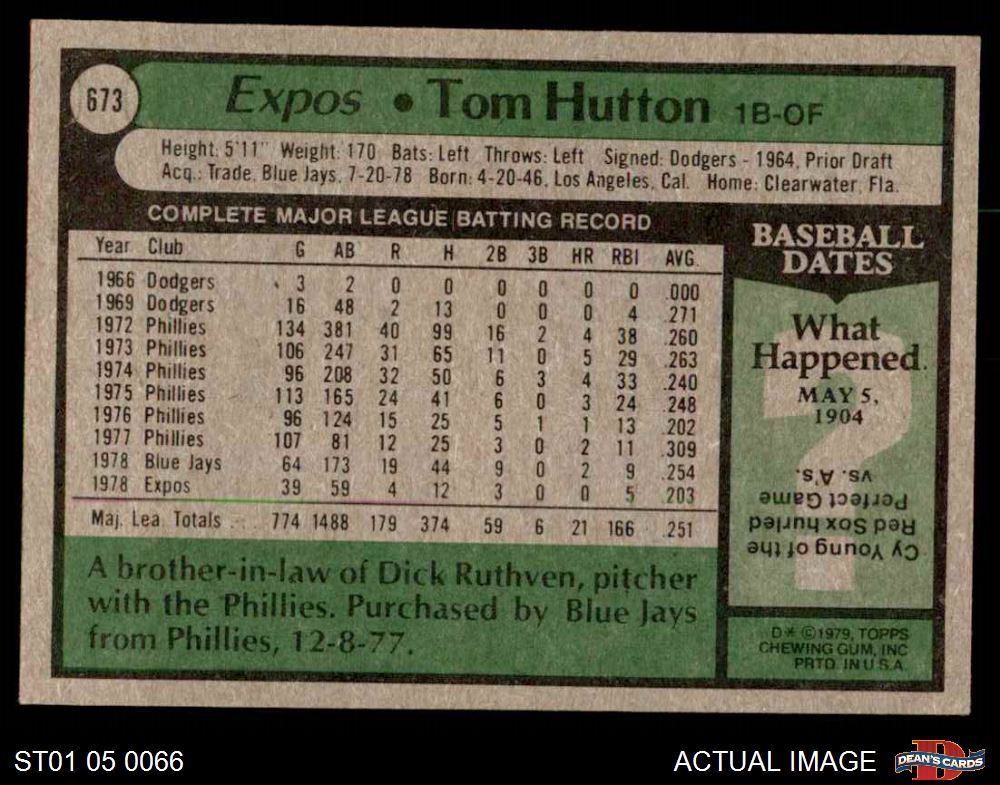 673 Expos • Tom Hutton 1B-OF
Height: 5'11" Weight: 170 Bats: Left Throws: Left Signed: Dodgers - 1964, Prior Draft
Acq.: Trade, Blue Jays, 7-20-78 Born: 4-20-46, Los Angeles, Cal. Home: Clearwater, Fla.
COMPLETE MAJOR LEAGUE BATTING RECORD
Year Club G AB R H 2B 3B HR RBI AVG.
1966 Dodgers 3 2 0 0 0 0 0 0 .000
1969 Dodgers 16 48 2 13 0 0 0 4 .271
1972 Phillies 134 381 40 99 16 2 4 38 .260
1973 Phillies 106 247 31 65 11 0 5 29 .263
1974 Phillies 96 208 32 50 6 3 4 33 .240
1975 Phillies 113 165 24 41 6 0 3 24 .248
1976 Phillies 96 124 15 25 5 1 1 13 .202
1977 Phillies 107 81 12 25 3 0 2 11 .309
1978 Blue Jays 64 173 19 44 9 0 2 9 .254
1978 Expos 39 59 4 12 3 0 0 5 .203
Maj. Lea. Totals 774 1488 179 374 59 6 21 166 .251
A brother-in-law of Dick Ruthven, pitcher
with the Phillies. Purchased by Blue Jays
from Phillies, 12-8-77.
BASEBALL
DATES
What
Happened
MAY 5,
1904
?
Cy Young of the
Red Sox hurled
Perfect Game
vs. A's.
D* ©1979, TOPPS
CHEWING GUM, INC
PRTD. IN U.S.A.
ST01 05 0066
ACTUAL IMAGE
DEAN'S CARDS